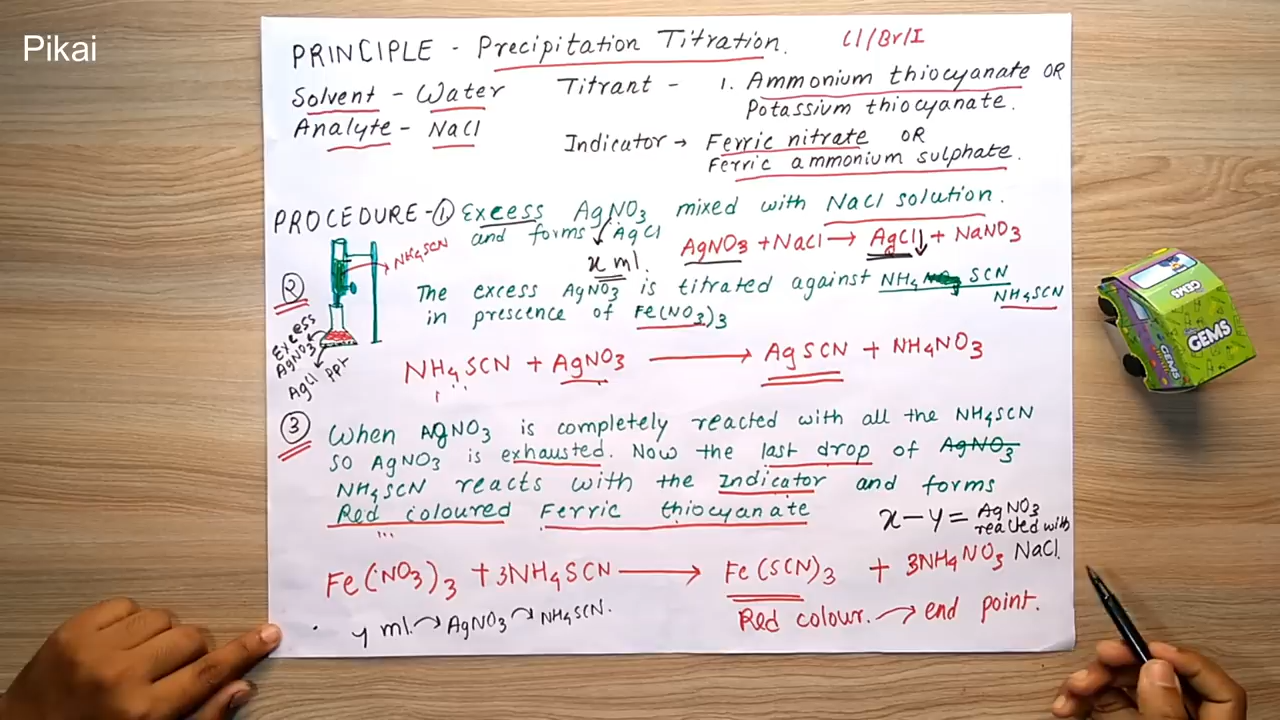 Pikai
PRINCIPLE - Precipitation Titration. Cl/Br/I
Solvent - Water
Analyte - NaCl
Titrant - 1. Ammonium thiocyanate OR
Potassium thiocyanate.
Indicator → Ferric nitrate OR
Ferric ammonium sulphate.
PROCEDURE - ① Excess AgNO3 mixed with NaCl solution.
and forms AgCl
AgNO3 + NaCl → AgCl↓ + NaNO3
x ml.
②
NH4SCN
Excess
AgNO3
AgCl ppt
The excess AgNO3 is titrated against NH4 SCN
NH4SCN
in prescence of Fe(NO3)3
NH4SCN + AgNO3 → AgSCN + NH4NO3
③ When AgNO3 is completely reacted with all the NH4SCN
so AgNO3 is exhausted. Now the last drop of AgNO3
NH4SCN reacts with the Indicator and forms
Red coloured Ferric thiocyanate
x - y = AgNO3
reacted with
NaCl.
Fe(NO3)3 + 3NH4SCN → Fe(SCN)3 + 3NH4NO3
Red colour. → end point.
y ml. → AgNO3 → NH4SCN.
GEMS
GEMS
GEMS